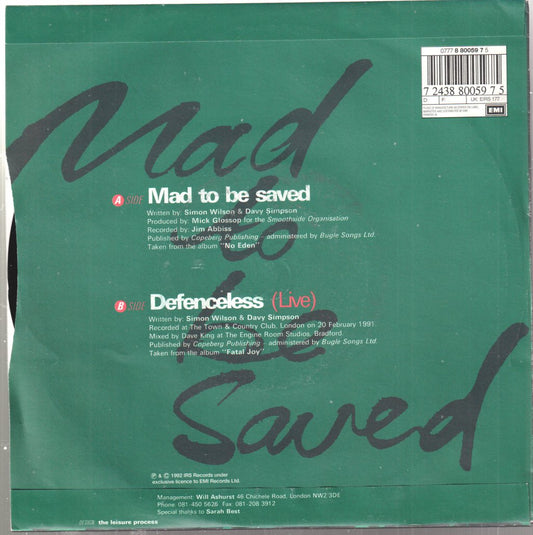 0777 8 80059 7 5
7 24388 80059 7 5
D F: UK: EIRS 177
EMI
Mad
to
be
Saved
A SIDE Mad to be saved
Written by: Simon Wilson & Davy Simpson
Produced by: Mick Glossop for the Smoothside Organisation
Recorded by: Jim Abbiss
Published by Copeberg Publishing administered by Bugle Songs Ltd.
Taken from the album "No Eden"
B SIDE Defenceless (Live)
Written by: Simon Wilson & Davy Simpson
Recorded at The Town & Country Club, London on 20 February 1991.
Mixed by Dave King at The Engine Room Studios, Bradford.
Published by Copeberg Publishing administered by Bugle Songs Ltd.
Taken from the album "Fatal Joy"
℗ & © 1992 IRS Records under
exclusive licence to EMI Records Ltd.
Management: Will Ashurst 46 Chichele Road, London NW2 3DE
Phone 081·450 5626 Fax 081·208 3912
Special thanks to Sarah Best
DESIGN the leisure process